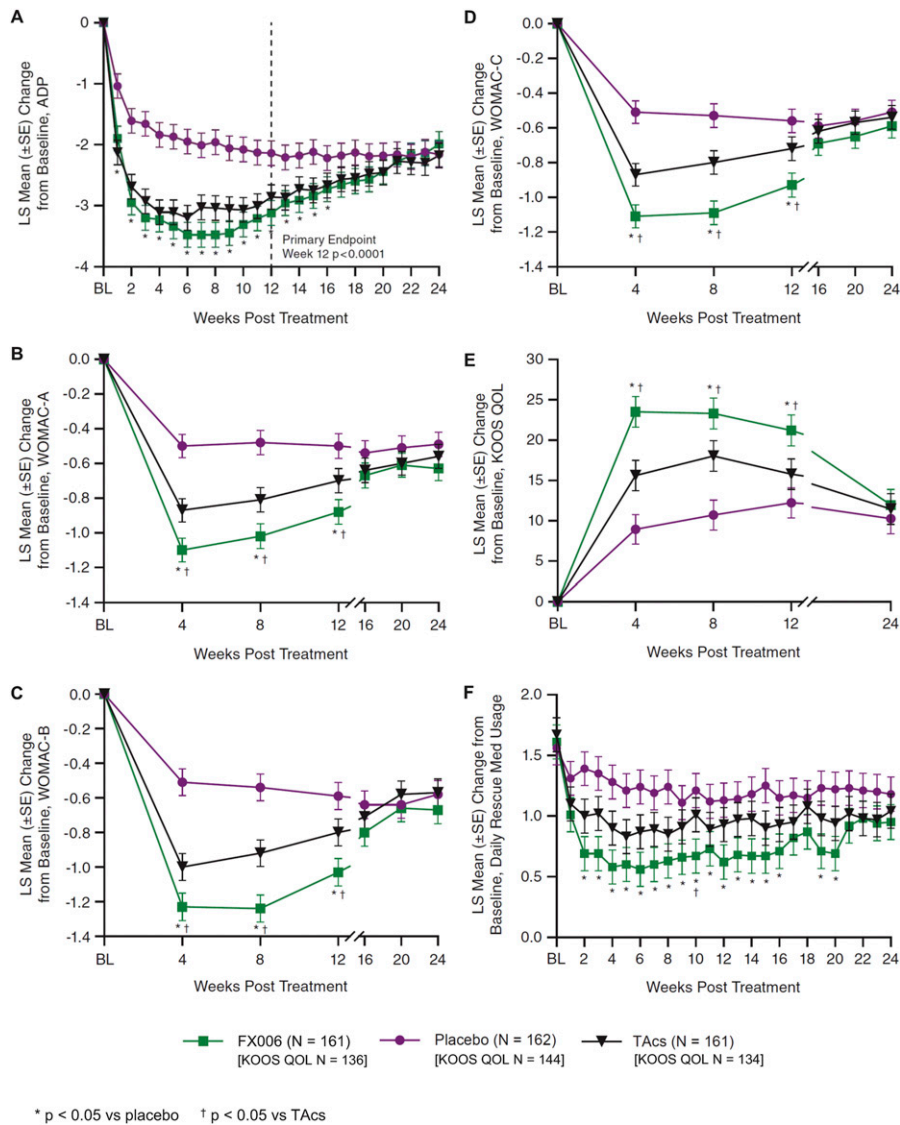 A
LS Mean (±SE) Change
from Baseline, ADP
0
-1
-2
-3
-4
* * * * * * * * * * * * * * * *
Primary Endpoint
Week 12 p<0.0001
BL 2 4 6 8 10 12 14 16 18 20 22 24
Weeks Post Treatment
B
LS Mean (±SE) Change
from Baseline, WOMAC-A
0.0
-0.2
-0.4
-0.6
-0.8
-1.0
-1.2
-1.4
*† *† *†
BL 4 8 12 16 20 24
Weeks Post Treatment
C
LS Mean (±SE) Change
from Baseline, WOMAC-B
0.0
-0.2
-0.4
-0.6
-0.8
-1.0
-1.2
-1.4
*† *† *†
BL 4 8 12 16 20 24
Weeks Post Treatment
D
LS Mean (±SE) Change
from Baseline, WOMAC-C
0.0
-0.2
-0.4
-0.6
-0.8
-1.0
-1.2
-1.4
*† *† *†
BL 4 8 12 16 20 24
Weeks Post Treatment
E
LS Mean (±SE) Change
from Baseline, KOOS QOL
30
25
20
15
10
5
0
*† *† *†
BL 4 8 12 24
Weeks Post Treatment
F
LS Mean (±SE) Change from
Baseline, Daily Rescue Med Usage
2.0
1.5
1.0
0.5
0.0
* * * * * * * * * * * * * * * * *
†
BL 2 4 6 8 10 12 14 16 18 20 22 24
Weeks Post Treatment
FX006 (N = 161) Placebo (N = 162) TAcs (N = 161)
[KOOS QOL N = 136] [KOOS QOL N = 144] [KOOS QOL N = 134]
* p < 0.05 vs placebo † p < 0.05 vs TAcs